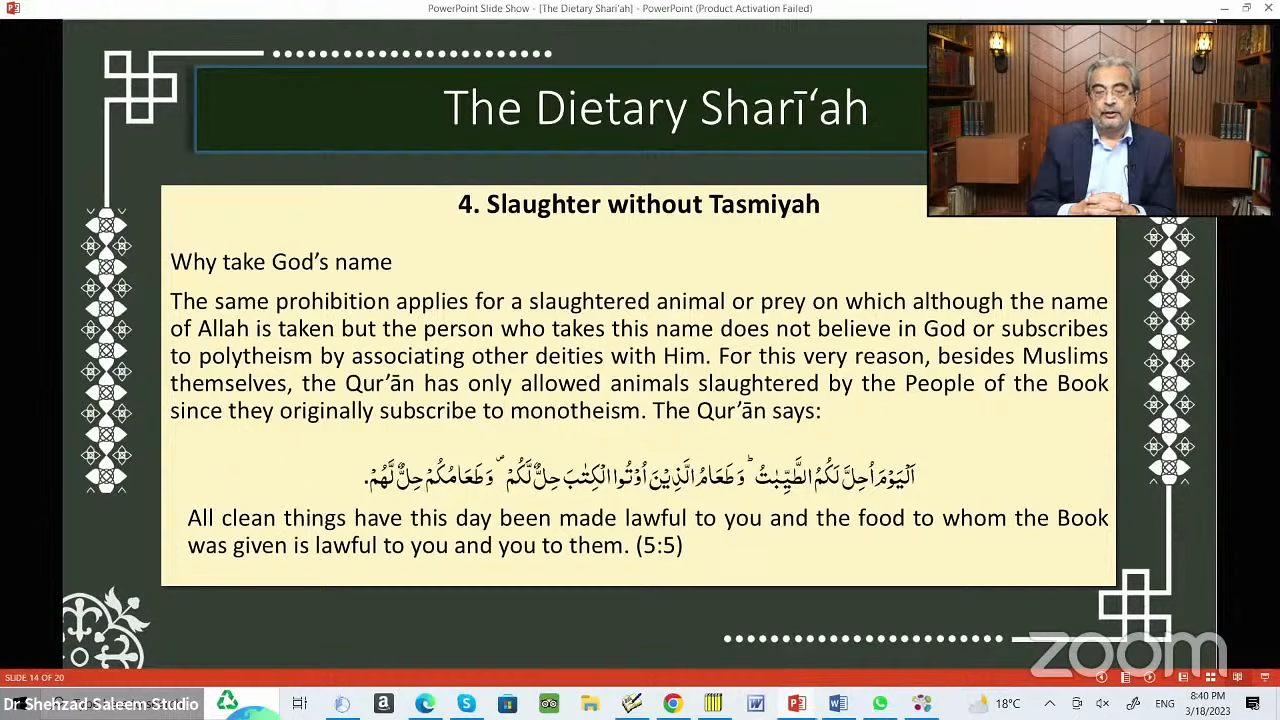 PowerPoint Slide Show - [The Dietary Shari'ah] - PowerPoint (Product Activation Failed)
The Dietary Sharī‘ah
4. Slaughter without Tasmiyah
Why take God’s name
The same prohibition applies for a slaughtered animal or prey on which although the name
of Allah is taken but the person who takes this name does not believe in God or subscribes
to polytheism by associating other deities with Him. For this very reason, besides Muslims
themselves, the Qur’ān has only allowed animals slaughtered by the People of the Book
since they originally subscribe to monotheism. The Qur’ān says:
اَلْيَوْمَ اُحِلَّ لَكُمُ الطَّيِّبٰتُ ؕ وَطَعَامُ الَّذِيْنَ اُوْتُوا الْكِتٰبَ حِلٌّ لَّكُمْ ۪ وَطَعَامُكُمْ حِلٌّ لَّهُمْ.
All clean things have this day been made lawful to you and the food to whom the Book
was given is lawful to you and you to them. (5:5)
zoom
SLIDE 14 OF 20
Dr Shehzad Saleem Studio
18°C
ENG
8:40 PM
3/18/2023